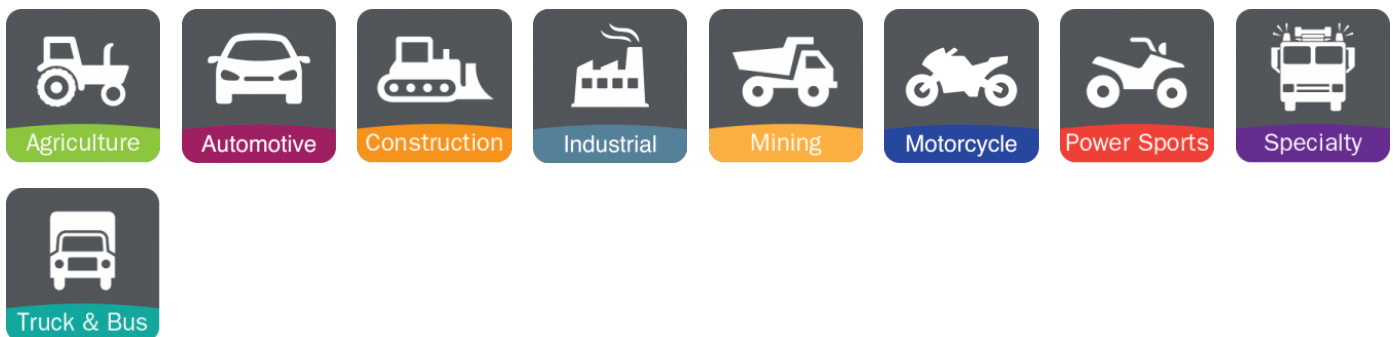 Agriculture
Automotive
Construction
Industrial
Mining
Motorcycle
Power Sports
Specialty
Truck & Bus